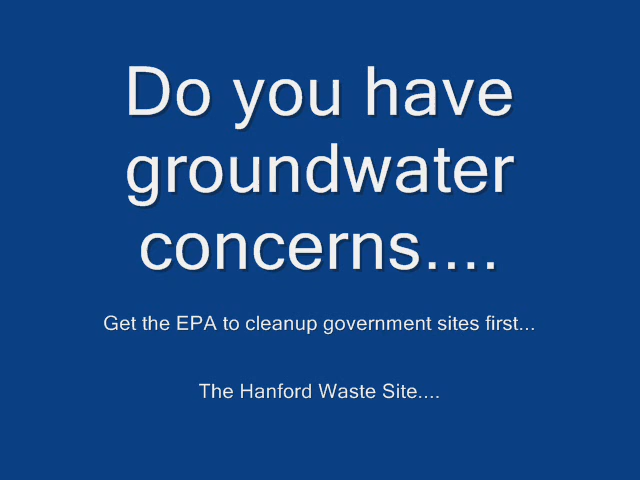 Do you have
groundwater
concerns....
Get the EPA to cleanup government sites first...
The Hanford Waste Site....